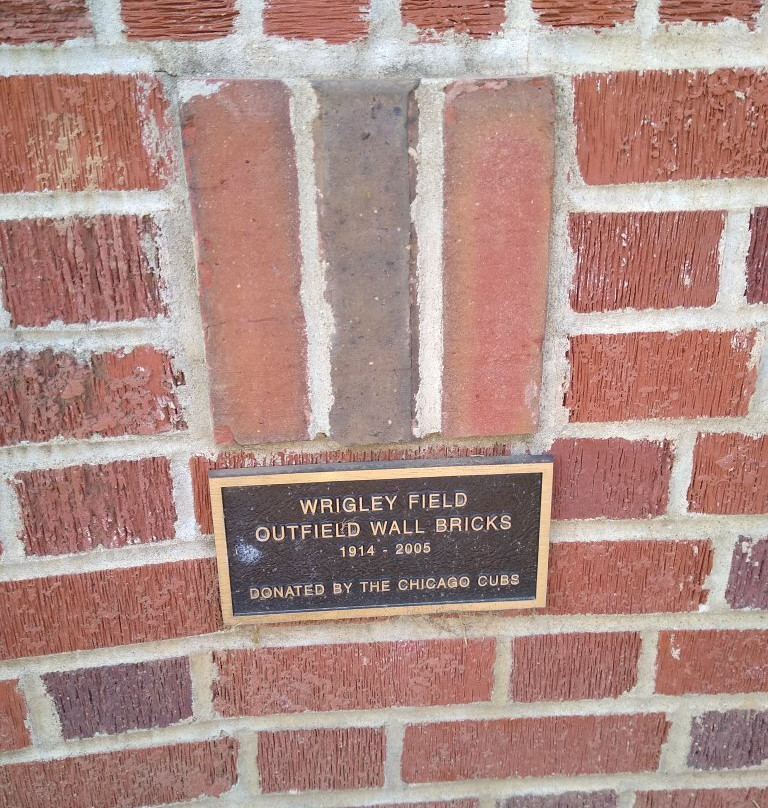 WRIGLEY FIELD
OUTFIELD WALL BRICKS
1914 - 2005
DONATED BY THE CHICAGO CUBS